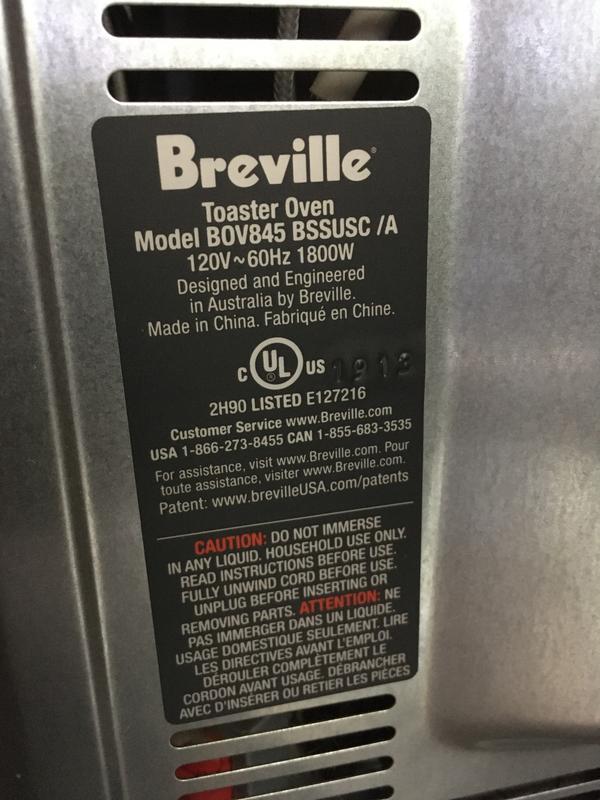 Breville®
Toaster Oven
Model BOV845 BSSUSC /A
120V~60Hz 1800W
Designed and Engineered
in Australia by Breville.
Made in China. Fabriqué en Chine.
C UL® US 1913
2H90 LISTED E127216
Customer Service www.Breville.com
USA 1-866-273-8455 CAN 1-855-683-3535
For assistance, visit www.Breville.com. Pour
toute assistance, visiter www.Breville.com.
Patent: www.brevilleUSA.com/patents
CAUTION: DO NOT IMMERSE
IN ANY LIQUID. HOUSEHOLD USE ONLY.
READ INSTRUCTIONS BEFORE USE.
FULLY UNWIND CORD BEFORE USE.
UNPLUG BEFORE INSERTING OR
REMOVING PARTS. ATTENTION: NE
PAS IMMERGER DANS UN LIQUIDE.
USAGE DOMESTIQUE SEULEMENT. LIRE
LES DIRECTIVES AVANT L'EMPLOI.
DÉROULER COMPLÈTEMENT LE
CORDON AVANT USAGE. DÉBRANCHER
AVEC D'INSÉRER OU RETIER LES PIÈCES